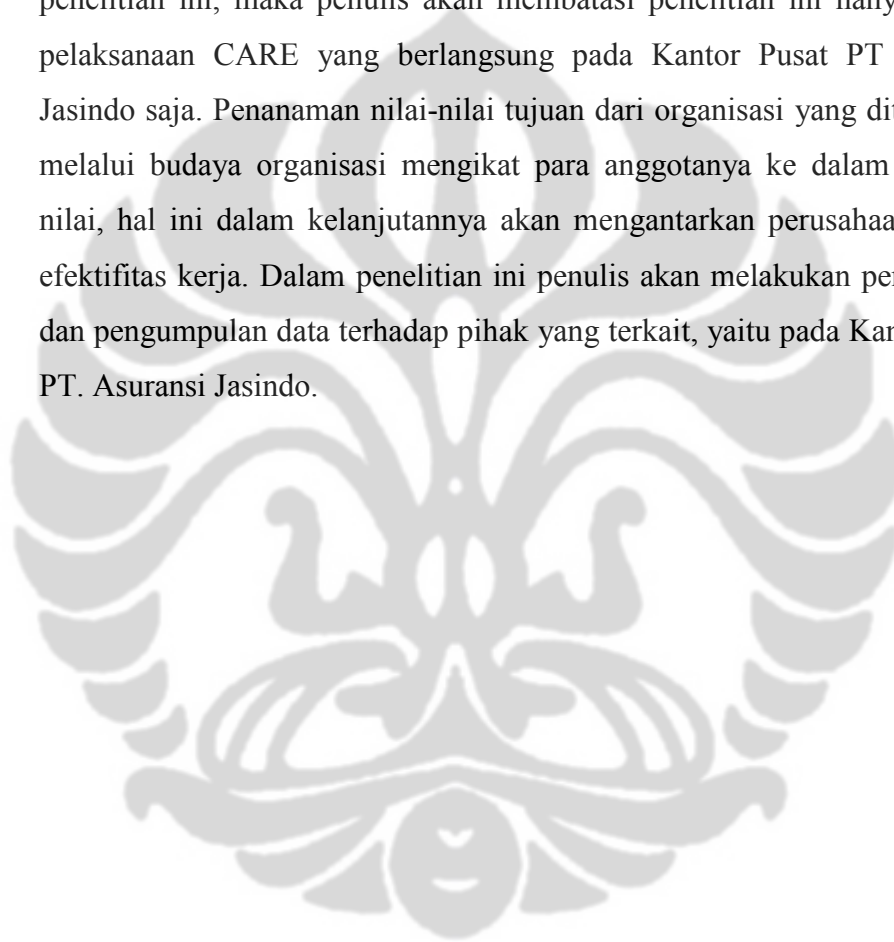 penelitian ini, maka penulis akan membatasi penelitian ini
pelaksanaan CARE yang berlangsung pada Kantor Pusat PT
Jasindo saja. Penanaman nilai-nilai tujuan dari organisasi yang
melalui budaya organisasi mengikat para anggotanya ke dalam
nilai, hal ini dalam kelanjutannya akan mengantarkan
efektifitas kerja. Dalam penelitian ini penulis akan melakukan
dan pengumpulan data terhadap pihak yang terkait, yaitu pada
PT. Asuransi Jasindo.